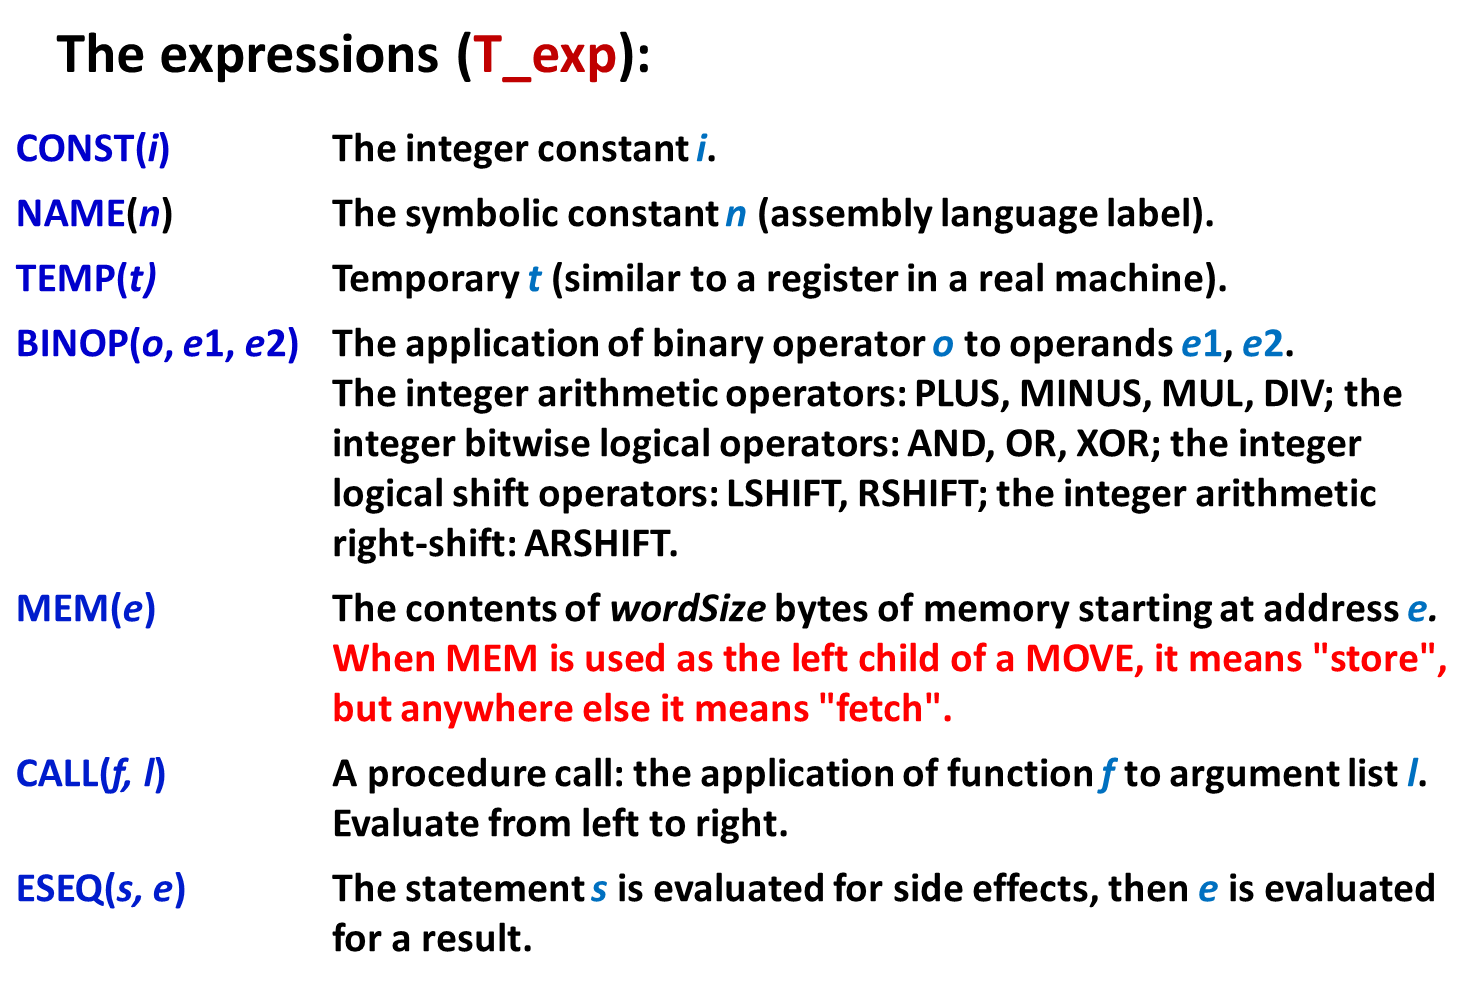 The expressions (T_exp):
CONST(i) The integer constant i.
NAME(n) The symbolic constant n (assembly language label).
TEMP(t) Temporary t (similar to a register in a real machine).
BINOP(o, e1, e2) The application of binary operator o to operands e1, e2.
The integer arithmetic operators: PLUS, MINUS, MUL, DIV; the
integer bitwise logical operators: AND, OR, XOR; the integer
logical shift operators: LSHIFT, RSHIFT; the integer arithmetic
right-shift: ARSHIFT.
MEM(e) The contents of wordSize bytes of memory starting at address e.
When MEM is used as the left child of a MOVE, it means "store",
but anywhere else it means "fetch".
CALL(f, l) A procedure call: the application of function f to argument list l.
Evaluate from left to right.
ESEQ(s, e) The statement s is evaluated for side effects, then e is evaluated
for a result.